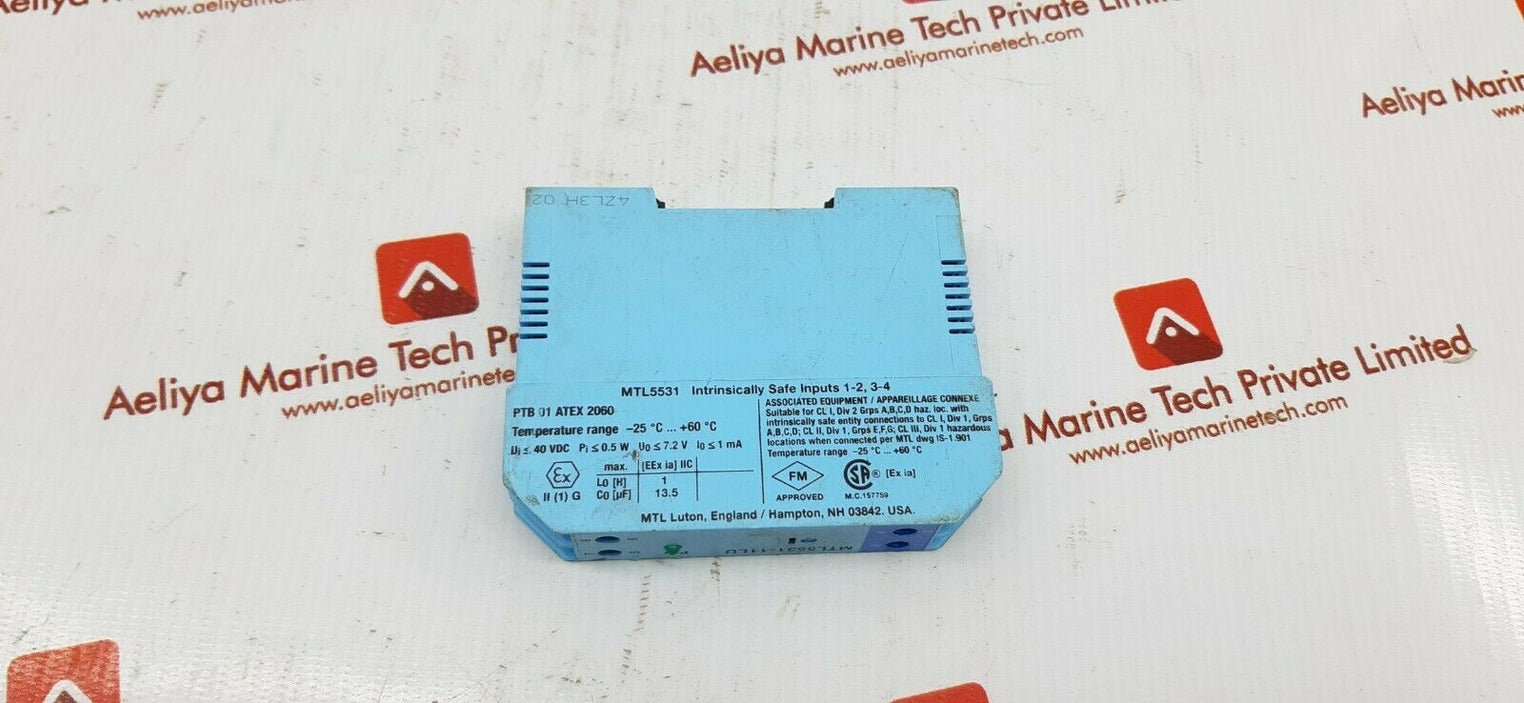 www.aeliyamarinetech.com
Aeliya Marine Tech Private
www.aeliyamarinetech.com
Aeliya
Aeliya Marine Tech
www.aeliyamarinete
Marine Tech Private Limited
www.aeliyamarinetech.com
4ZL3H 02
MTL5531 Intrinsically Safe Inputs 1-2, 3-4
PTB 01 ATEX 2060
Temperature range –25 °C ... +60 °C
Ui ≤ 40 VDC Pi ≤ 0.5 W Uo ≤ 7.2 V Io ≤ 1 mA
Ex
II (1) G
max. [EEx ia] IIC
Lo [H] 1
Co [µF] 13.5
ASSOCIATED EQUIPMENT / APPAREILLAGE CONNEXE
Suitable for CL I, Div 2 Grps A,B,C,D haz. loc. with
intrinsically safe entity connections to CL I, Div 1, Grps
A,B,C,D; CL II, Div 1, Grps E,F,G; CL III, Div 1 hazardous
locations when connected per MTL dwg IS-1.901
Temperature range –25 °C ... +60 °C
FM
APPROVED
SA ® [Ex ia]
M.C.157759
MTL Luton, England / Hampton, NH 03842. USA.